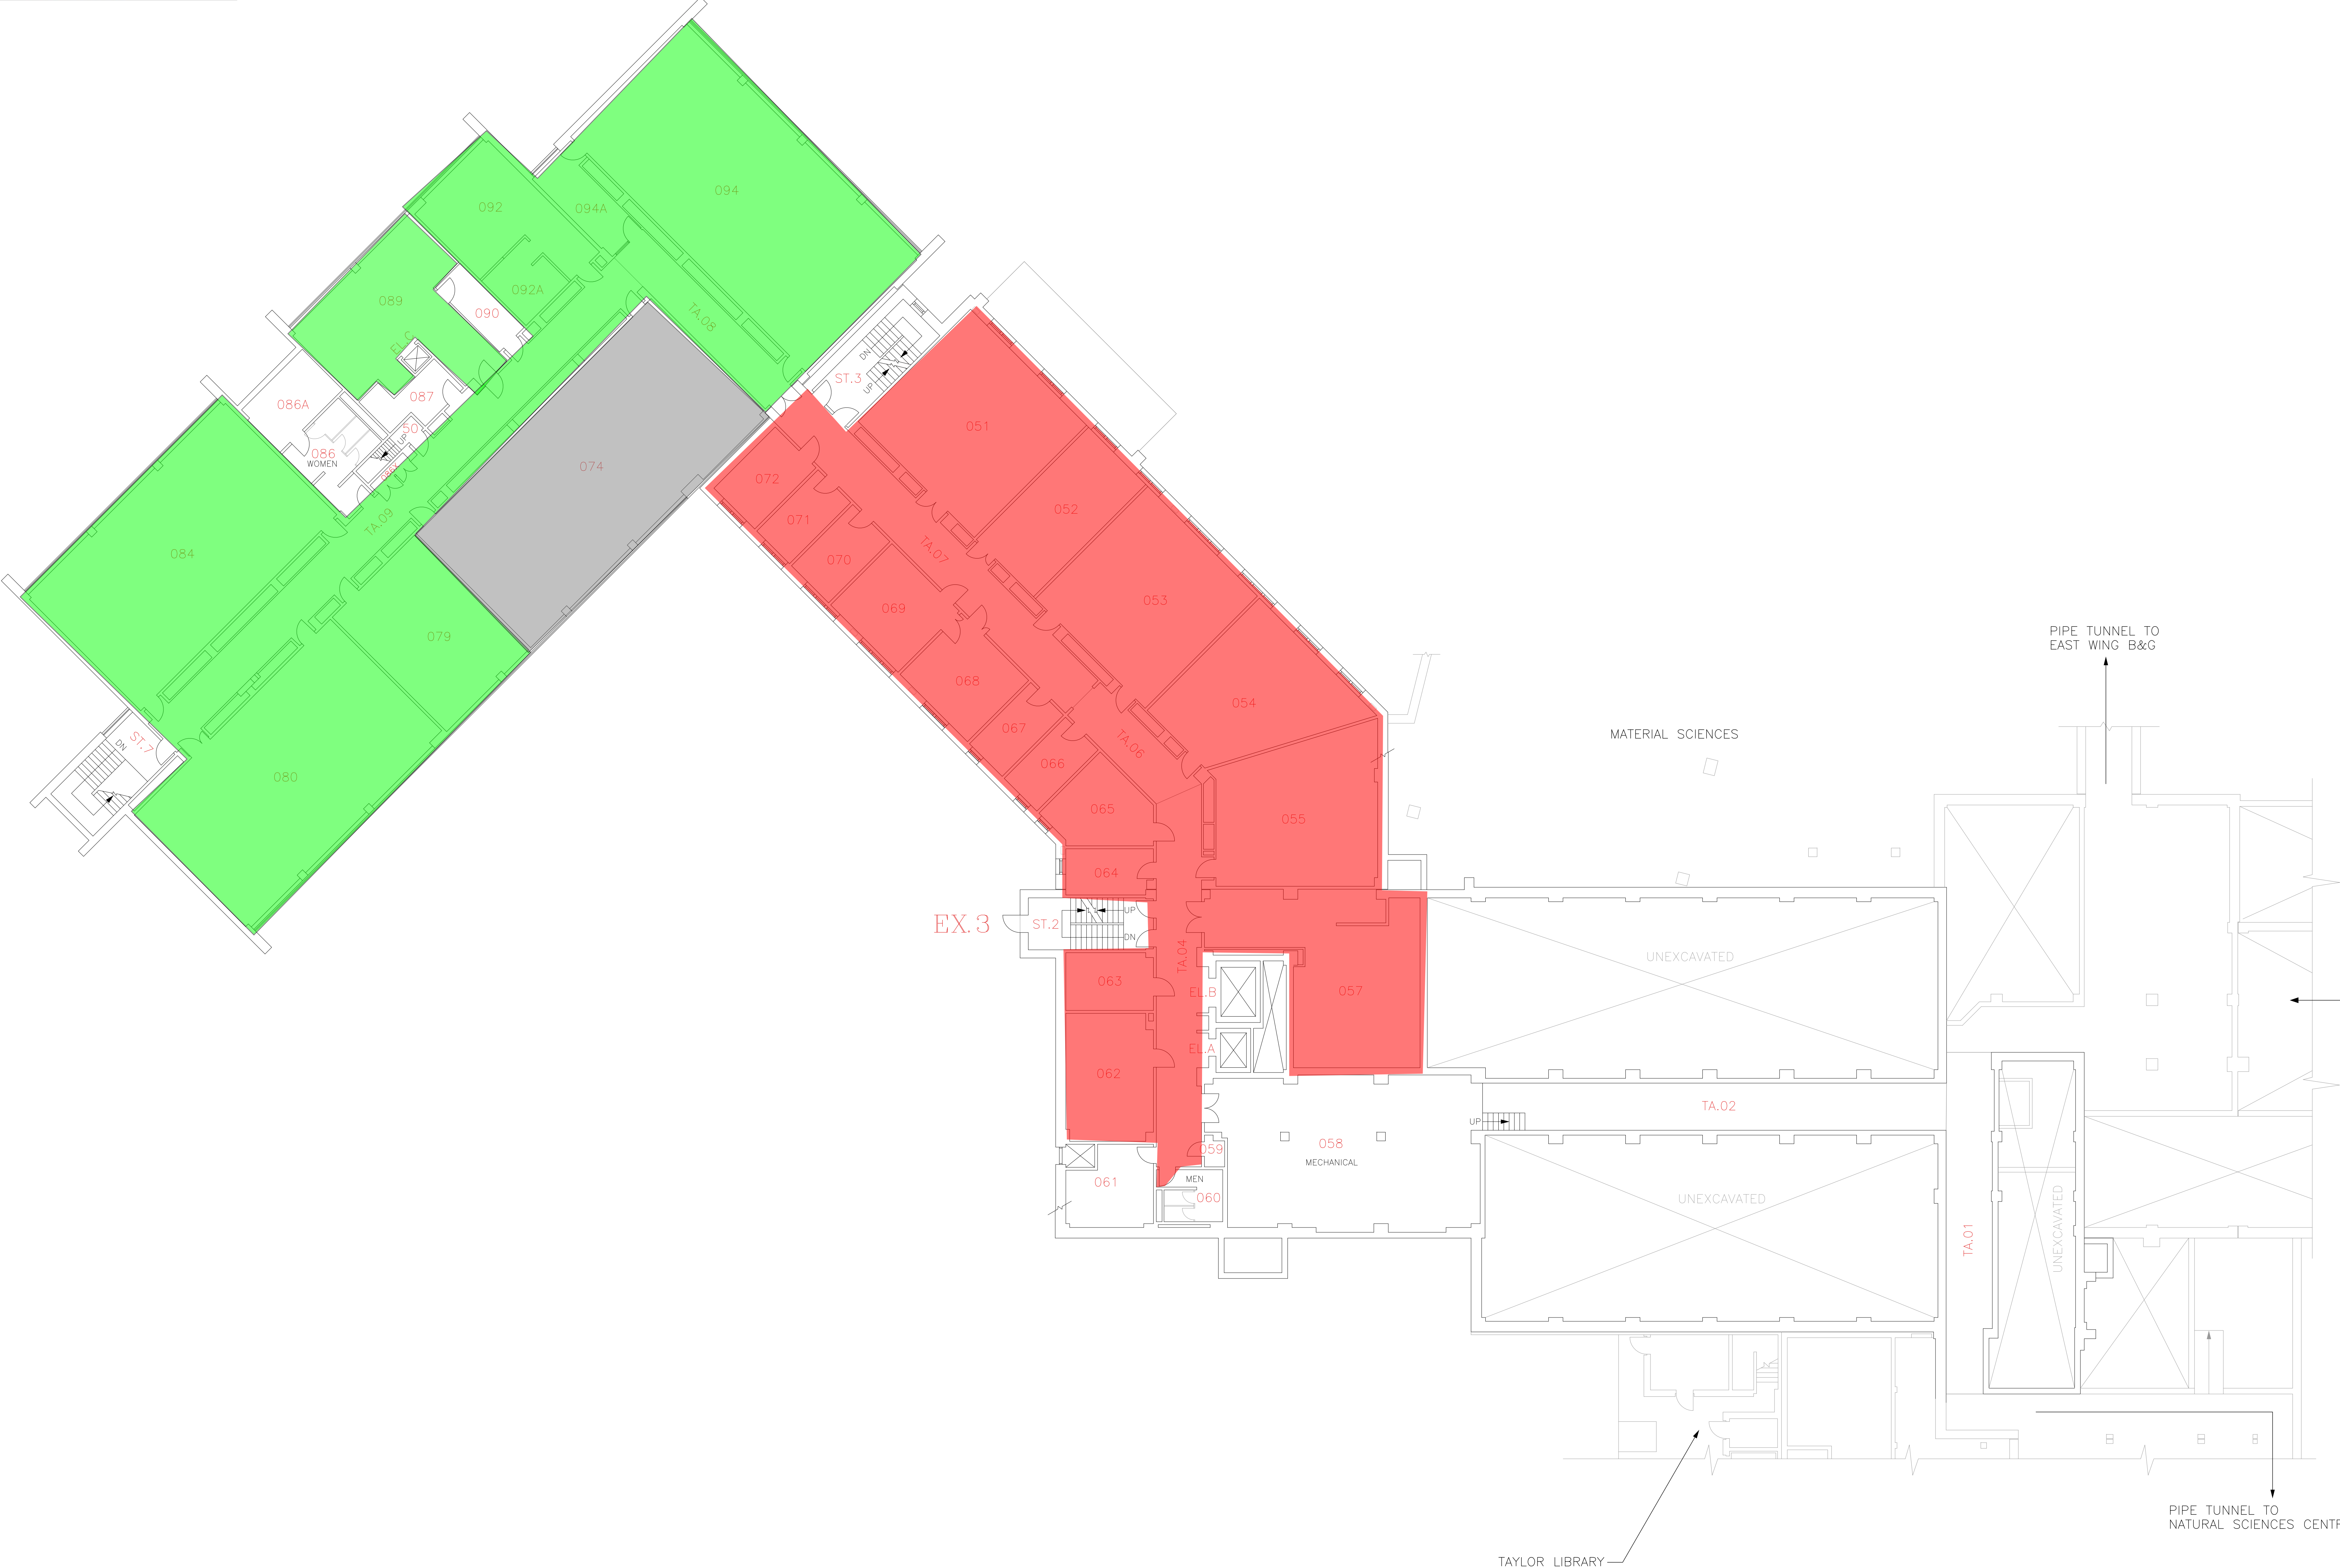 094
092
094A
092A
089
090
EL.C
TA.08
087
086A
50
UP
086
WOMEN
074
TA.09
084
079
080
ST.7
DN
ST.3
DN
UP
051
052
053
054
055
072
071
070
069
068
067
066
065
064
TA.07
TA.06
TA.04
EX.3
ST.2
UP
DN
063
062
061
EL.B
EL.A
057
059
058
MECHANICAL
MEN
060
UP
TA.02
TA.01
UNEXCAVATED
UNEXCAVATED
UNEXCAVATED
MATERIAL SCIENCES
PIPE TUNNEL TO
EAST WING B&G
PIPE TUNNEL TO
NATURAL SCIENCES CENTR
TAYLOR LIBRARY